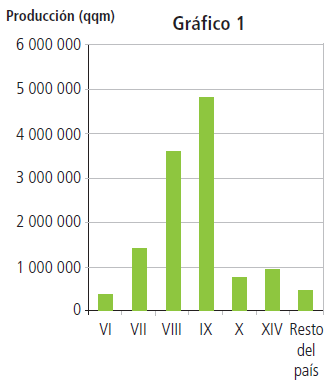 Producción (qqm)
Gráfico 1
6 000 000
5 000 000
4 000 000
3 000 000
2 000 000
1 000 000
0
VI VII VIII IX X XIV Resto
del
país